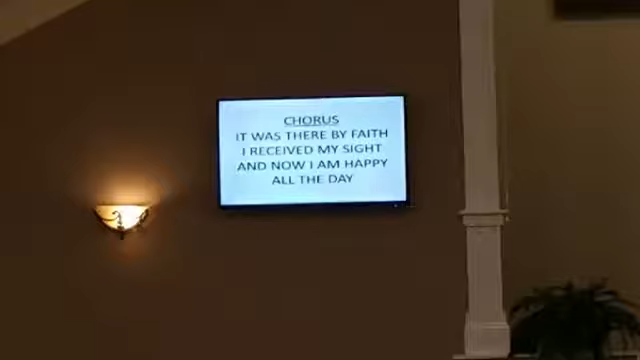 CHORUS
IT WAS THERE BY FAITH
I RECEIVED MY SIGHT
AND NOW I AM HAPPY
ALL THE DAY